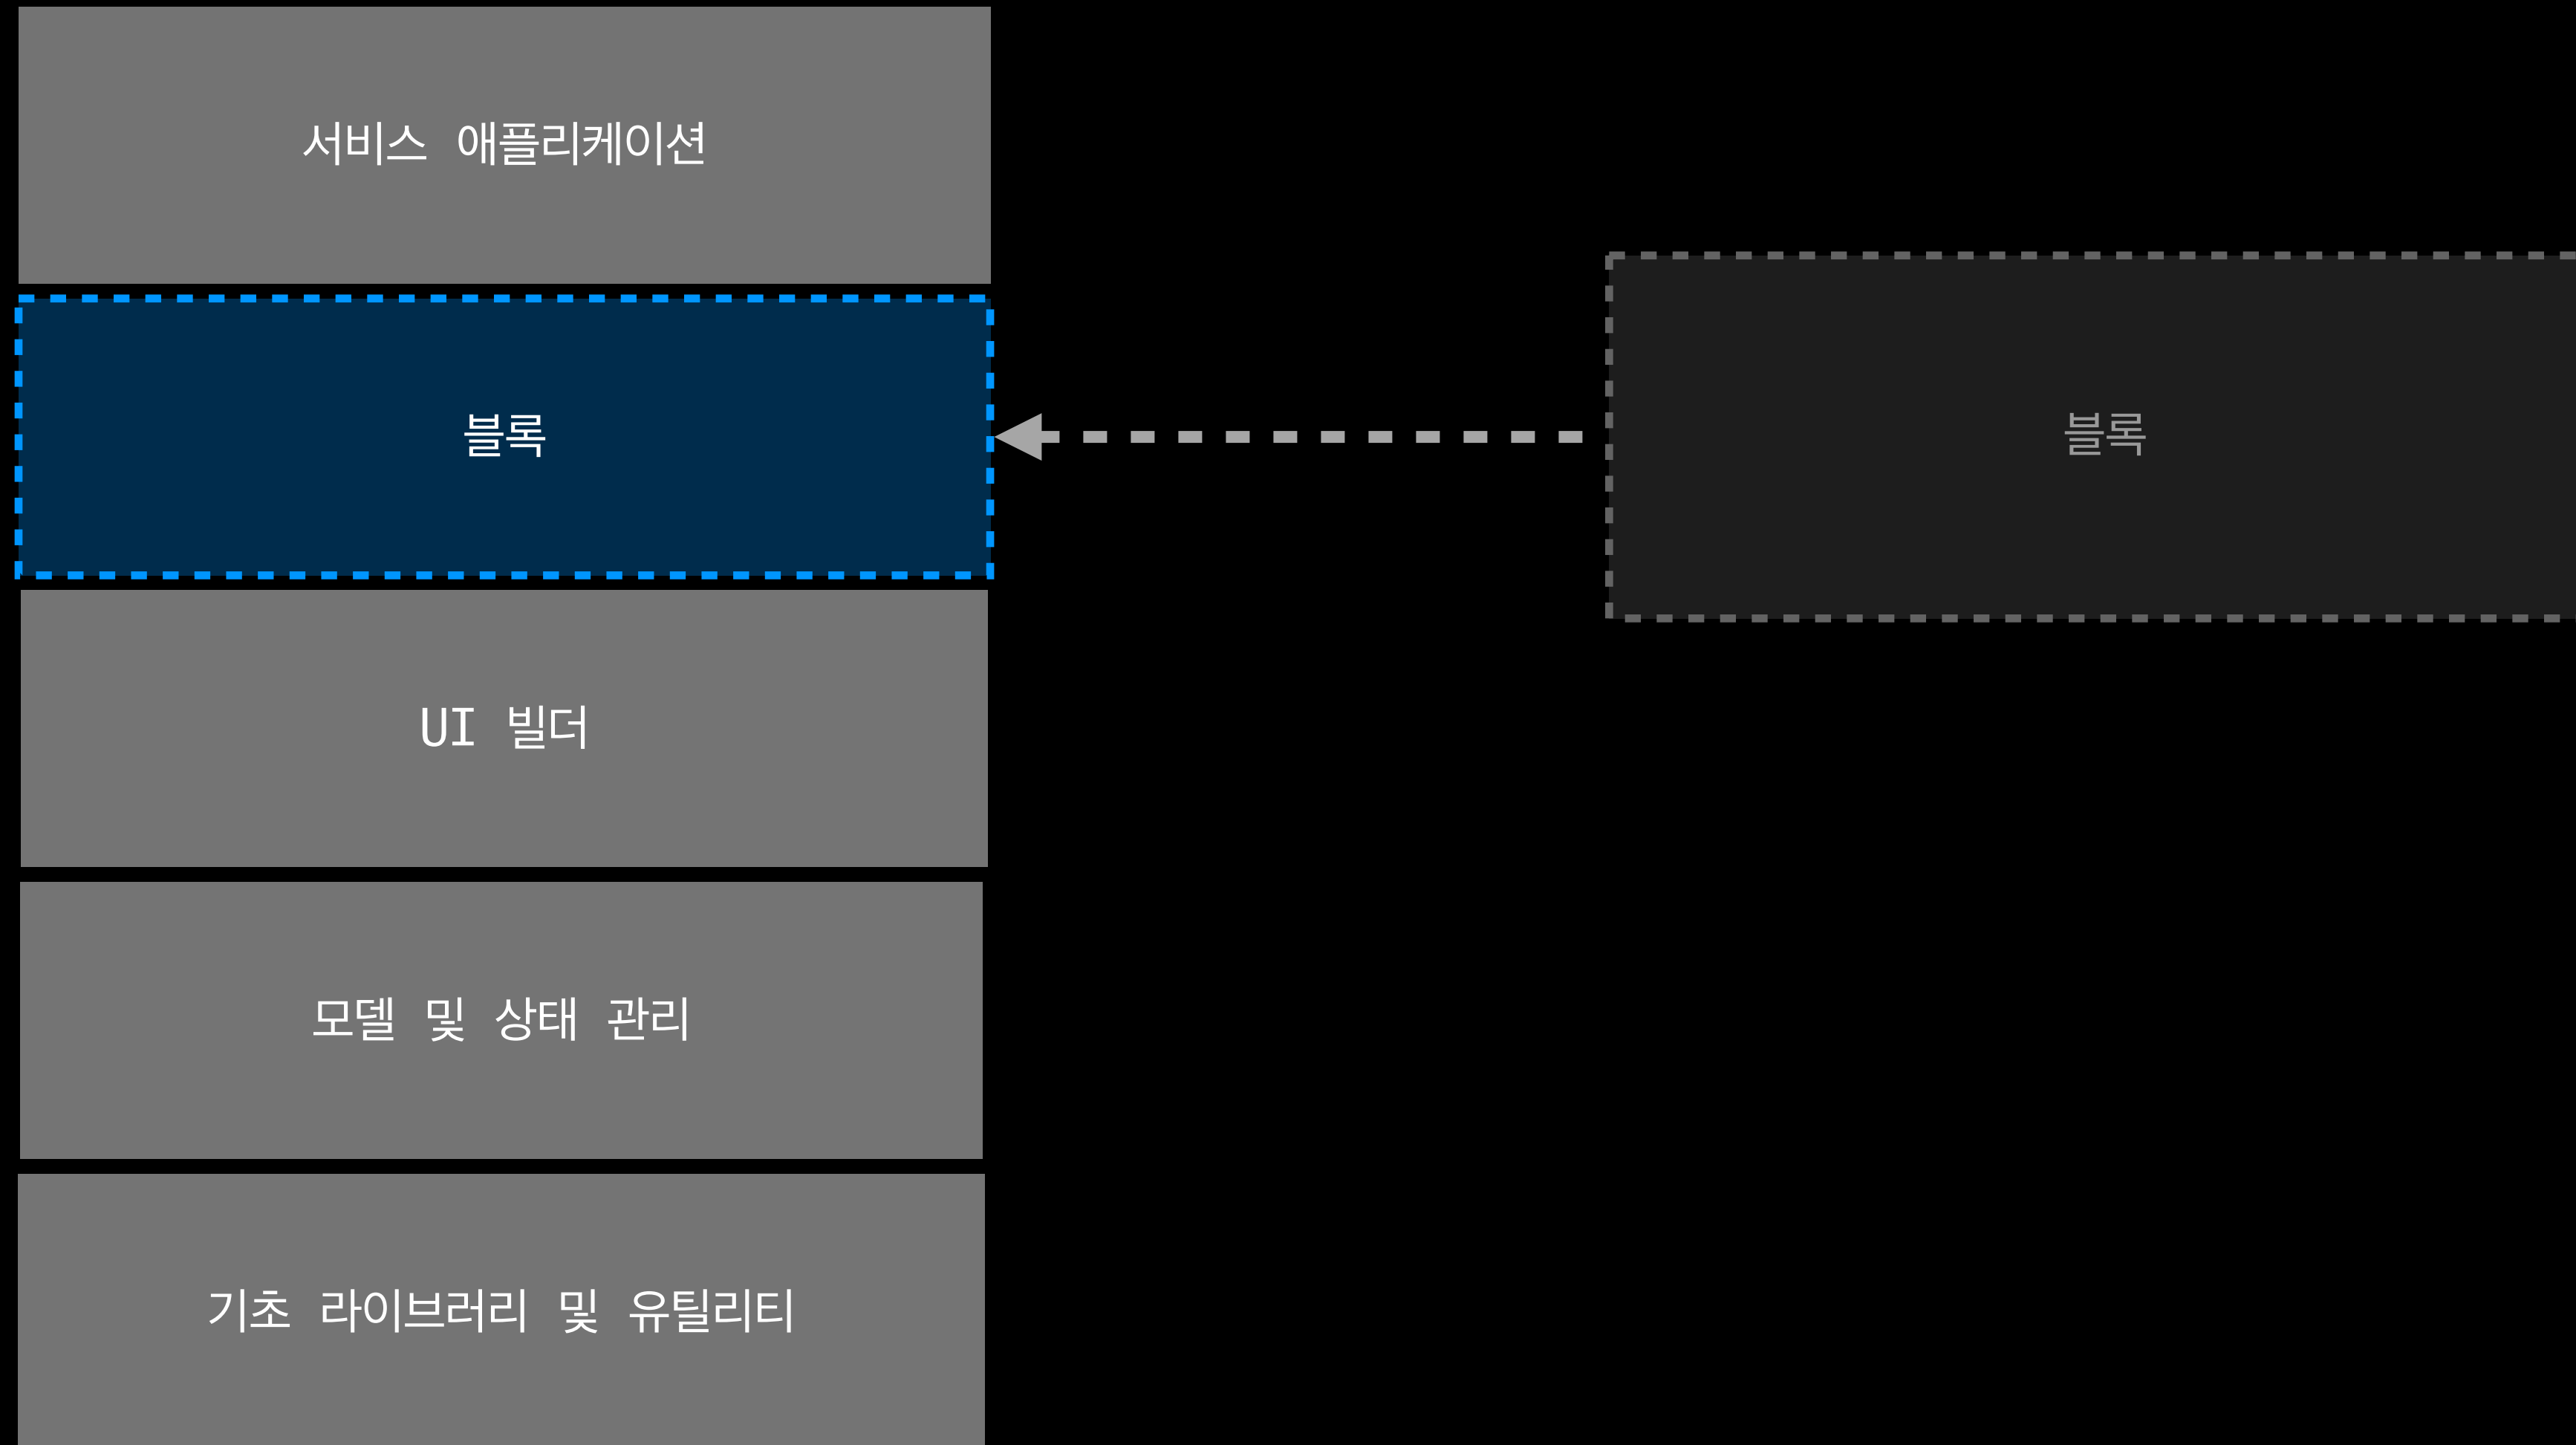 서비스 애플리케이션
블록
블록
UI 빌더
모델 및 상태 관리
기초 라이브러리 및 유틸리티